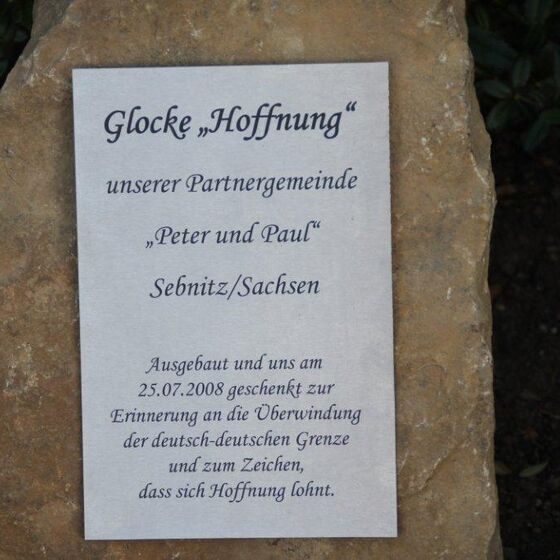 Glocke „Hoffnung“
unserer Partnergemeinde
„Peter und Paul“
Sebnitz/Sachsen
Ausgebaut und uns am
25.07.2008 geschenkt zur
Erinnerung an die Überwindung
der deutsch-deutschen Grenze
und zum Zeichen,
dass sich Hoffnung lohnt.